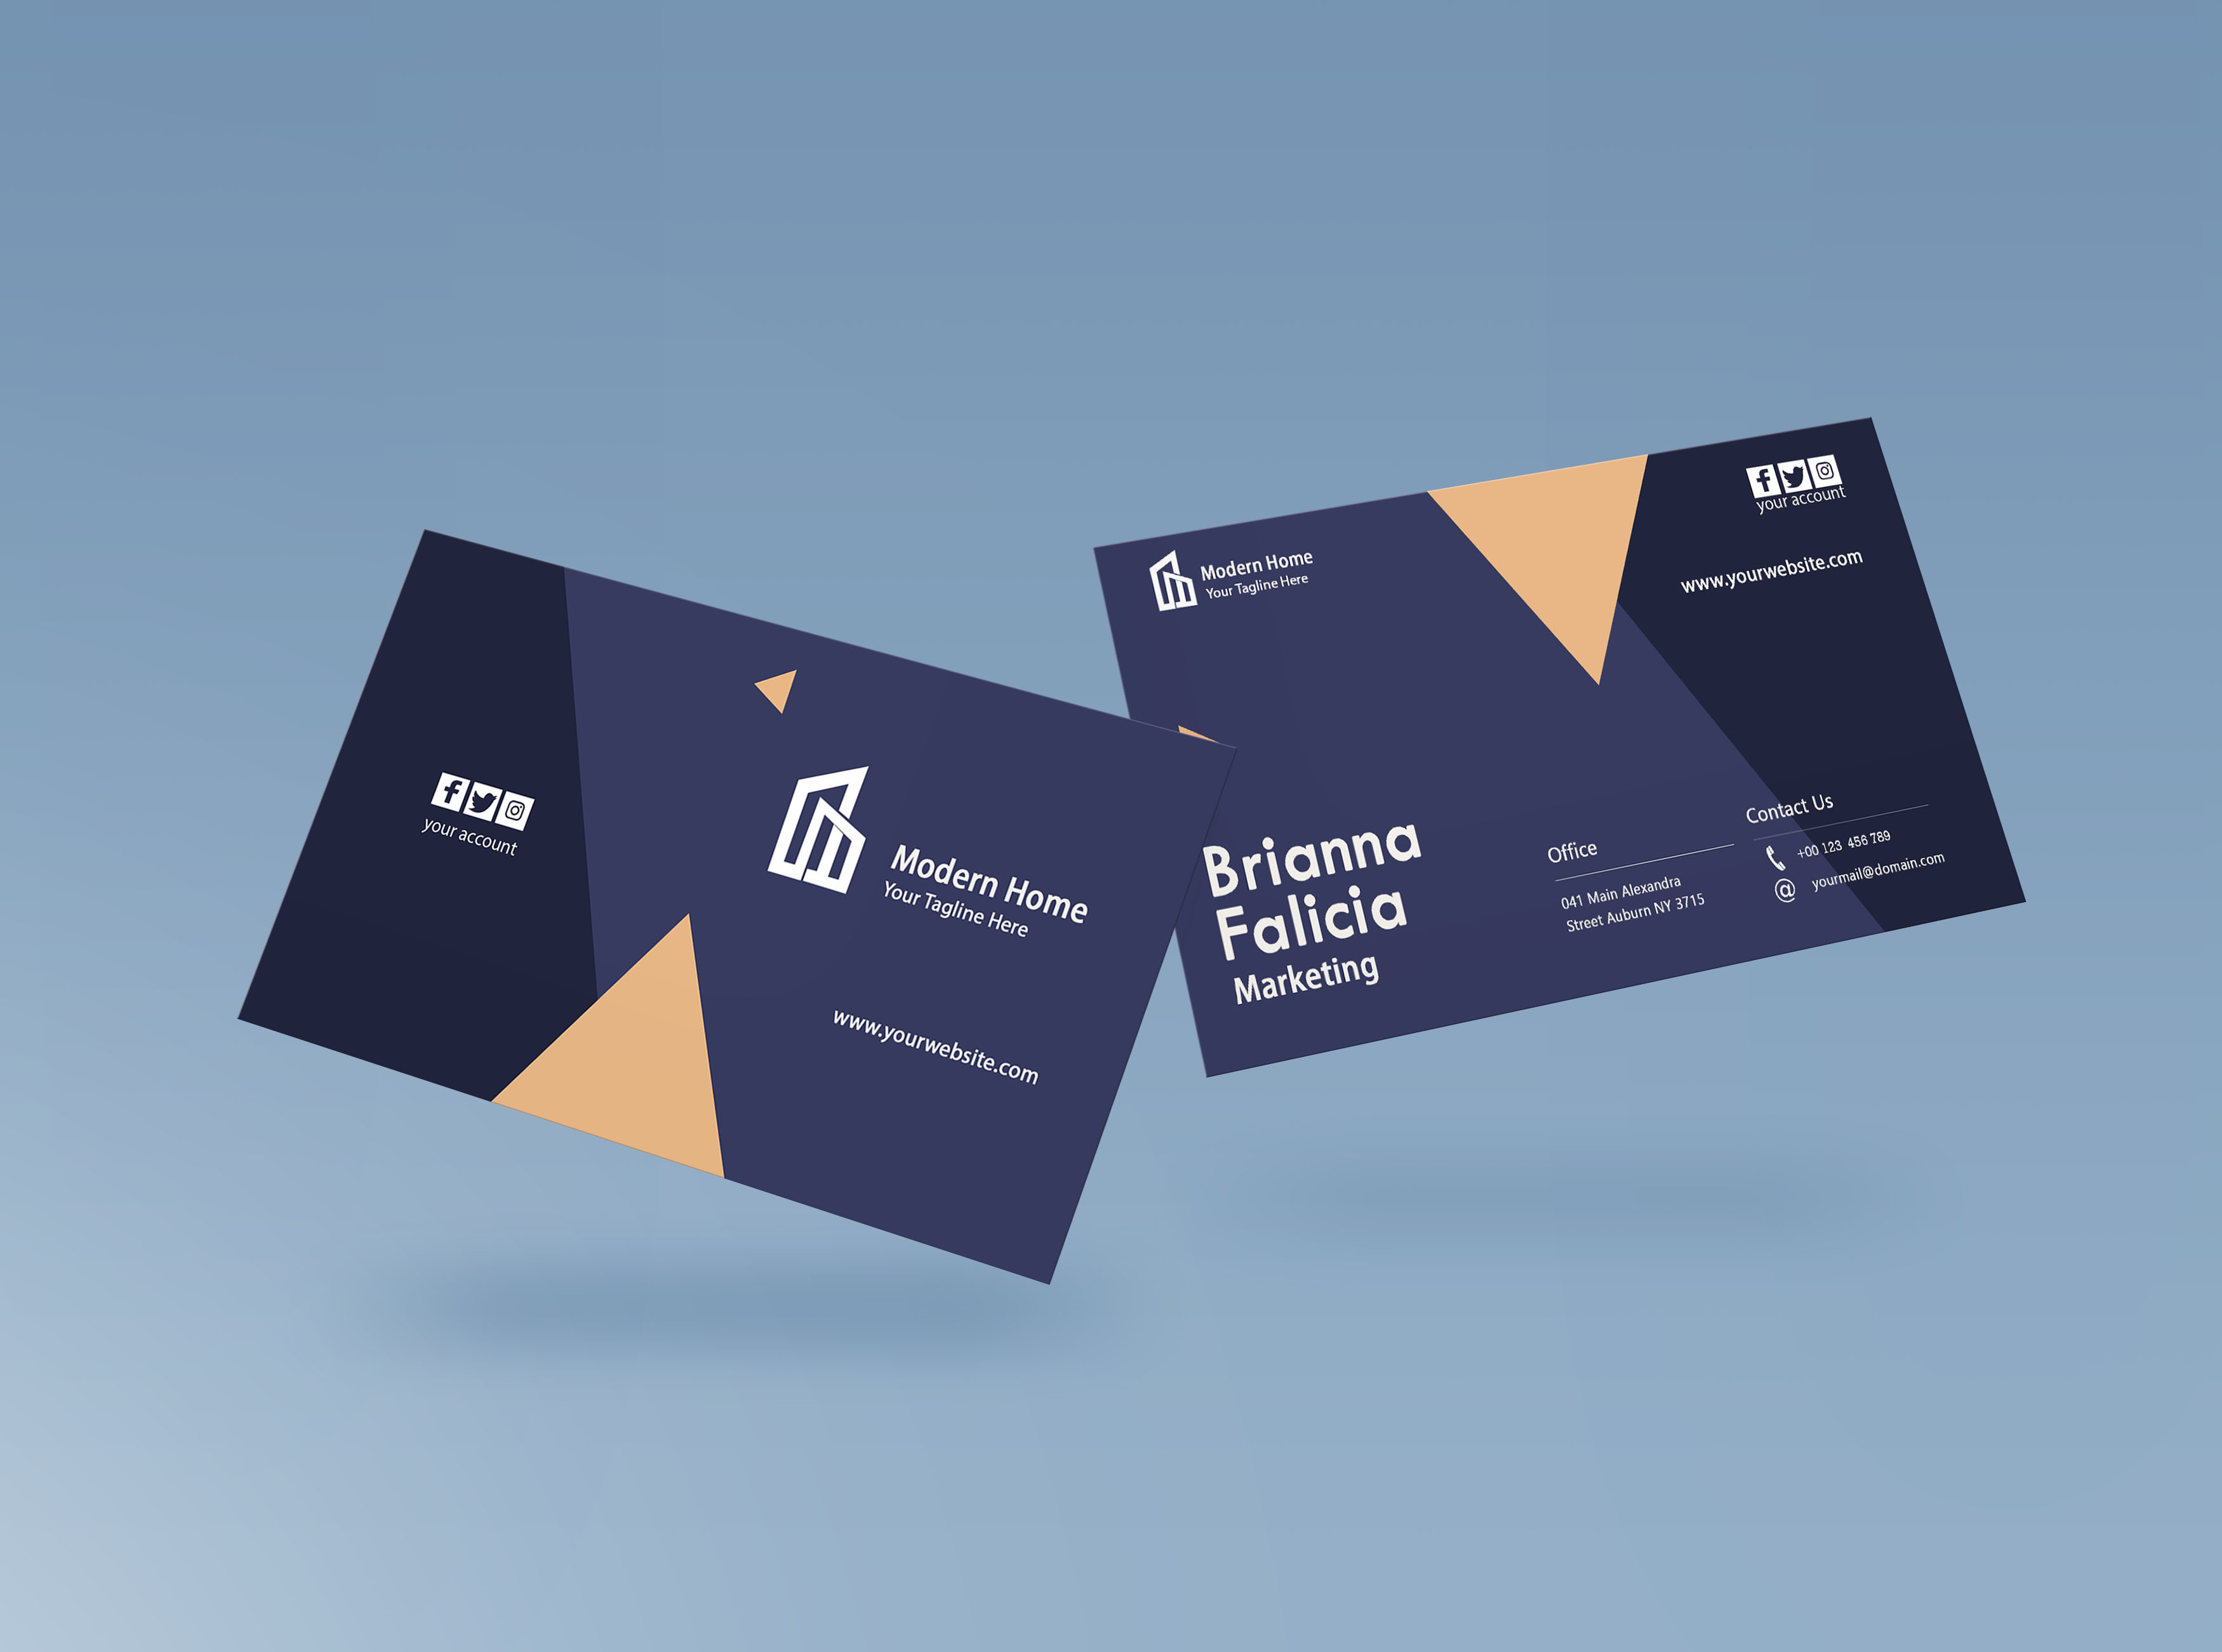 your account
Modern Home
Your Tagline Here
www.yourwebsite.com
Modern Home
Your Tagline Here
your account
www.yourwebsite.com
Brianna
Falicia
Marketing
Office
041 Main Alexandra
Street Auburn NY 3715
Contact Us
+00 123 456 789
@ yourmail@domain.com